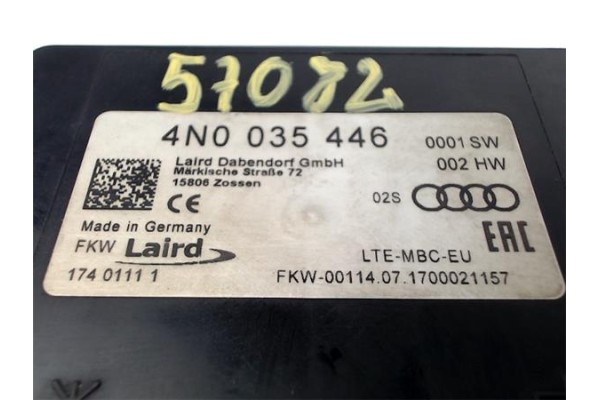 57082
4N0 035 446
0001 SW
002 HW
Laird Dabendorf GmbH
Märkische Straße 72
15806 Zossen
CE
02S
Made in Germany
FKW Laird
EAC
LTE-MBC-EU
174 0111 1
FKW-00114.07.1700021157